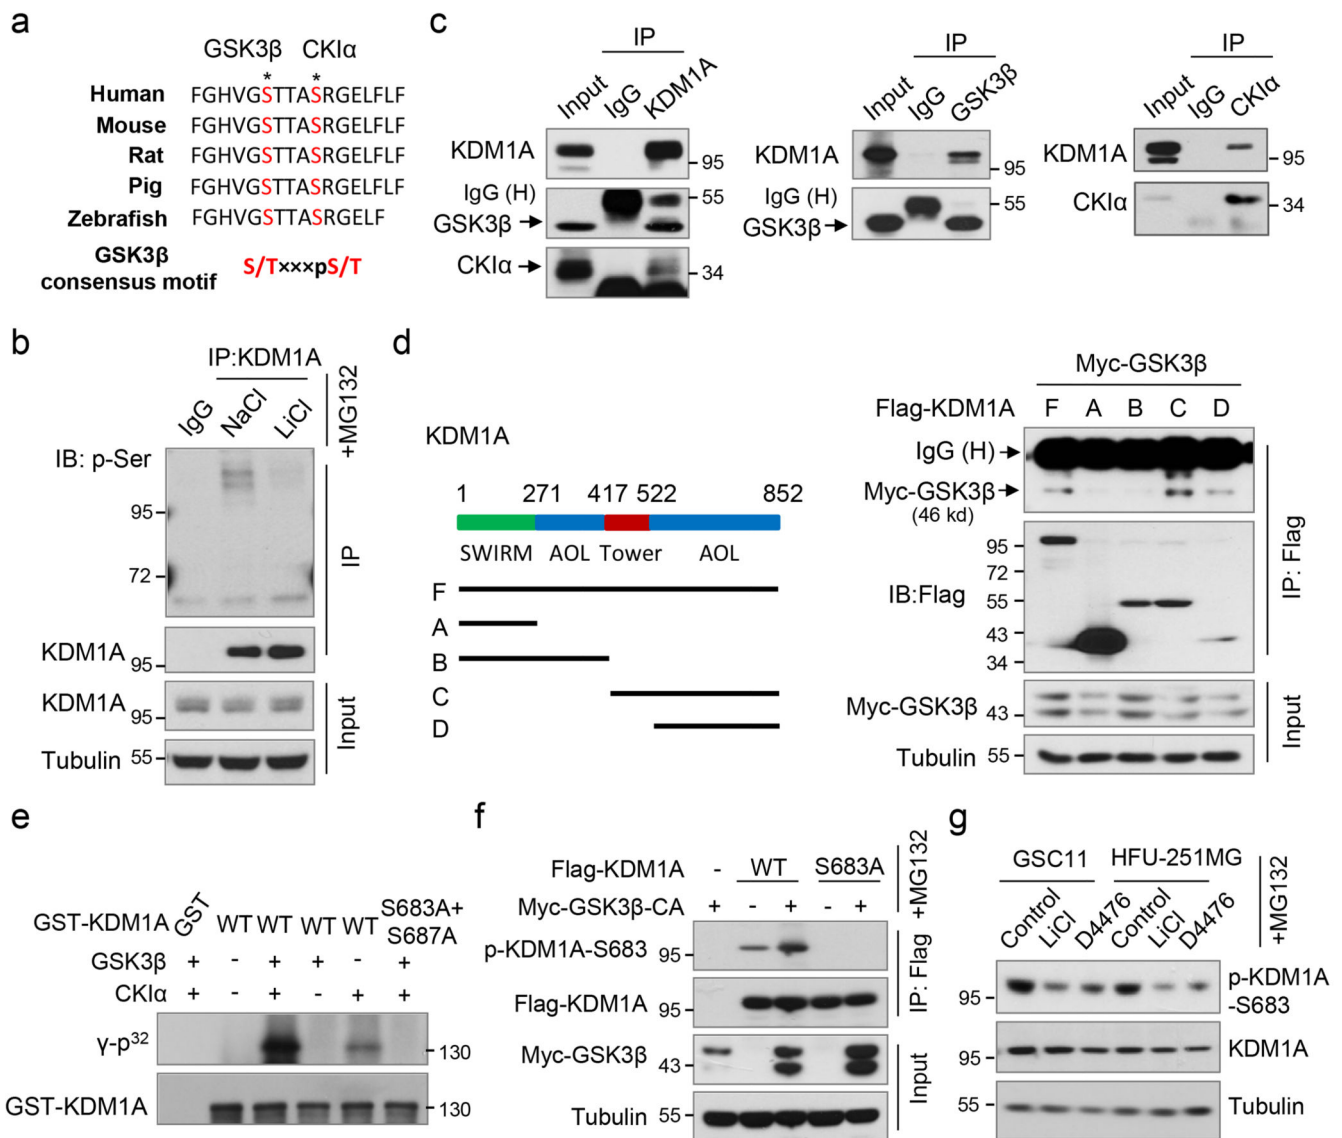 a
GSK3β CKIα
* *
Human FGHVGSTTASRGELFLF
Mouse FGHVGSTTASRGELFLF
Rat FGHVGSTTASRGELFLF
Pig FGHVGSTTASRGELFLF
Zebrafish FGHVGSTTASRGELF
GSK3β
consensus motif
S/T×××pS/T
b
IP:KDM1A
IgG NaCl LiCl
+MG132
IB: p-Ser
95
72
IP
KDM1A
95
KDM1A
95
Input
Tubulin 55
c
IP
Input IgG KDM1A
KDM1A
95
IgG (H)
55
GSK3β
CKIα
34
IP
Input IgG GSK3β
KDM1A
95
IgG (H)
55
GSK3β
IP
Input IgG CKIα
KDM1A
95
CKIα
34
d
KDM1A
1 271 417 522 852
SWIRM AOL Tower AOL
F
A
B
C
D
Myc-GSK3β
Flag-KDM1A F A B C D
IgG (H)
Myc-GSK3β
(46 kd)
95
72
IB:Flag 55
43
34
IP: Flag
Myc-GSK3β 43
Tubulin 55
Input
e
GST-KDM1A GST WT WT WT WT S683A+
S687A
GSK3β + - + + - +
CKIα + - + - + +
γ-p32
130
GST-KDM1A
130
f
Flag-KDM1A - WT S683A
Myc-GSK3β-CA + - + - +
+MG132
p-KDM1A-S683 95
Flag-KDM1A 95
IP: Flag
Myc-GSK3β
43
Tubulin 55
Input
g
GSC11 HFU-251MG
Control LiCl D4476 Control LiCl D4476
+MG132
95 p-KDM1A
-S683
95 KDM1A
55 Tubulin